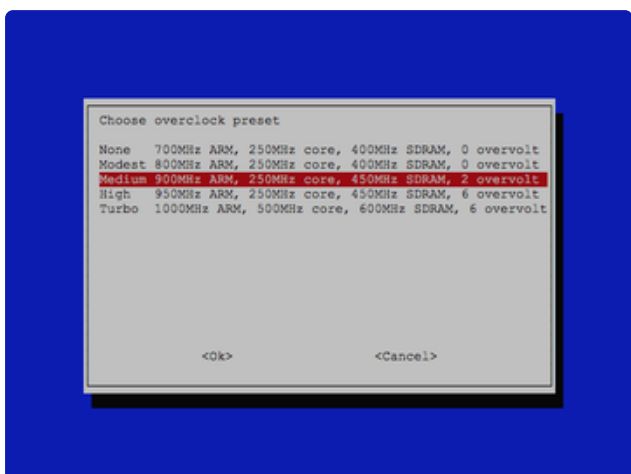 Choose overclock preset
None 700MHz ARM, 250MHz core, 400MHz SDRAM, 0 overvolt
Modest 800MHz ARM, 250MHz core, 400MHz SDRAM, 0 overvolt
Medium 900MHz ARM, 250MHz core, 450MHz SDRAM, 2 overvolt
High 950MHz ARM, 250MHz core, 450MHz SDRAM, 6 overvolt
Turbo 1000MHz ARM, 500MHz core, 600MHz SDRAM, 6 overvolt
<Ok> <Cancel>